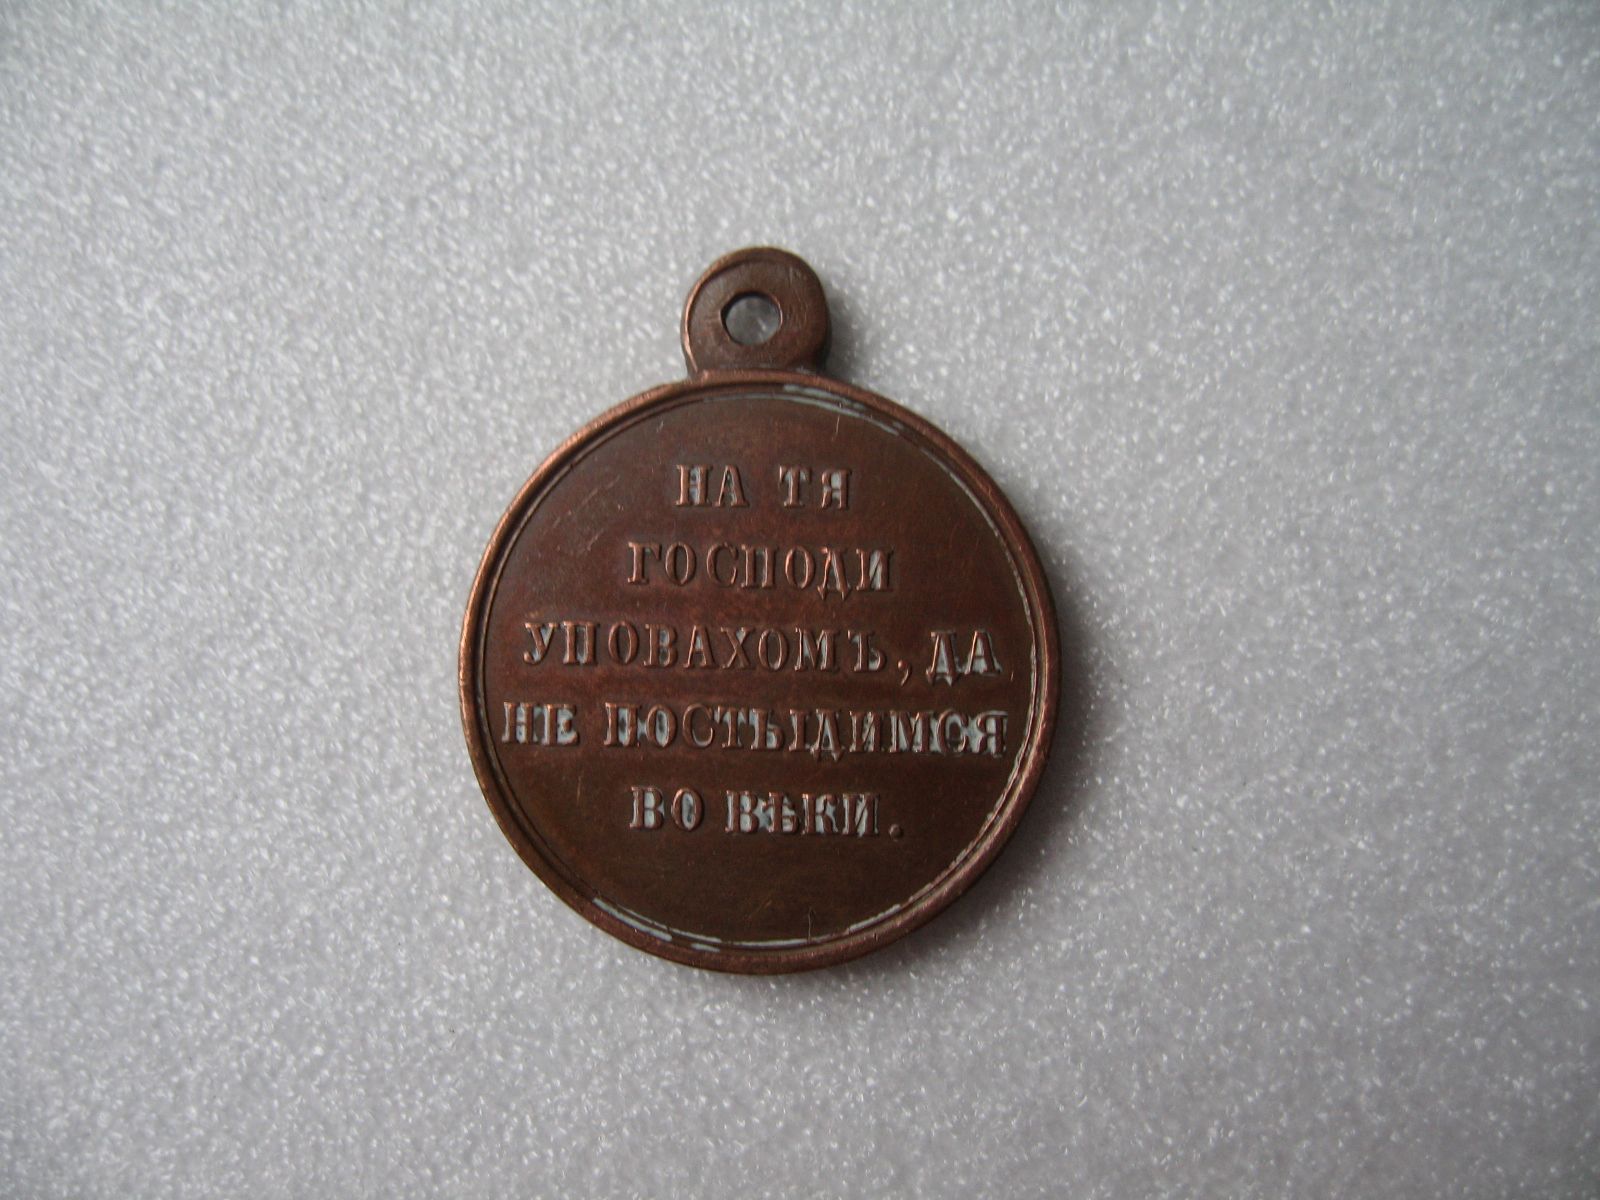 НА ТЯ
ГОСПОДИ
УПОВАХОМЪ, ДА
НЕ ПОСТЫДИМСЯ
ВО ВѢКИ.